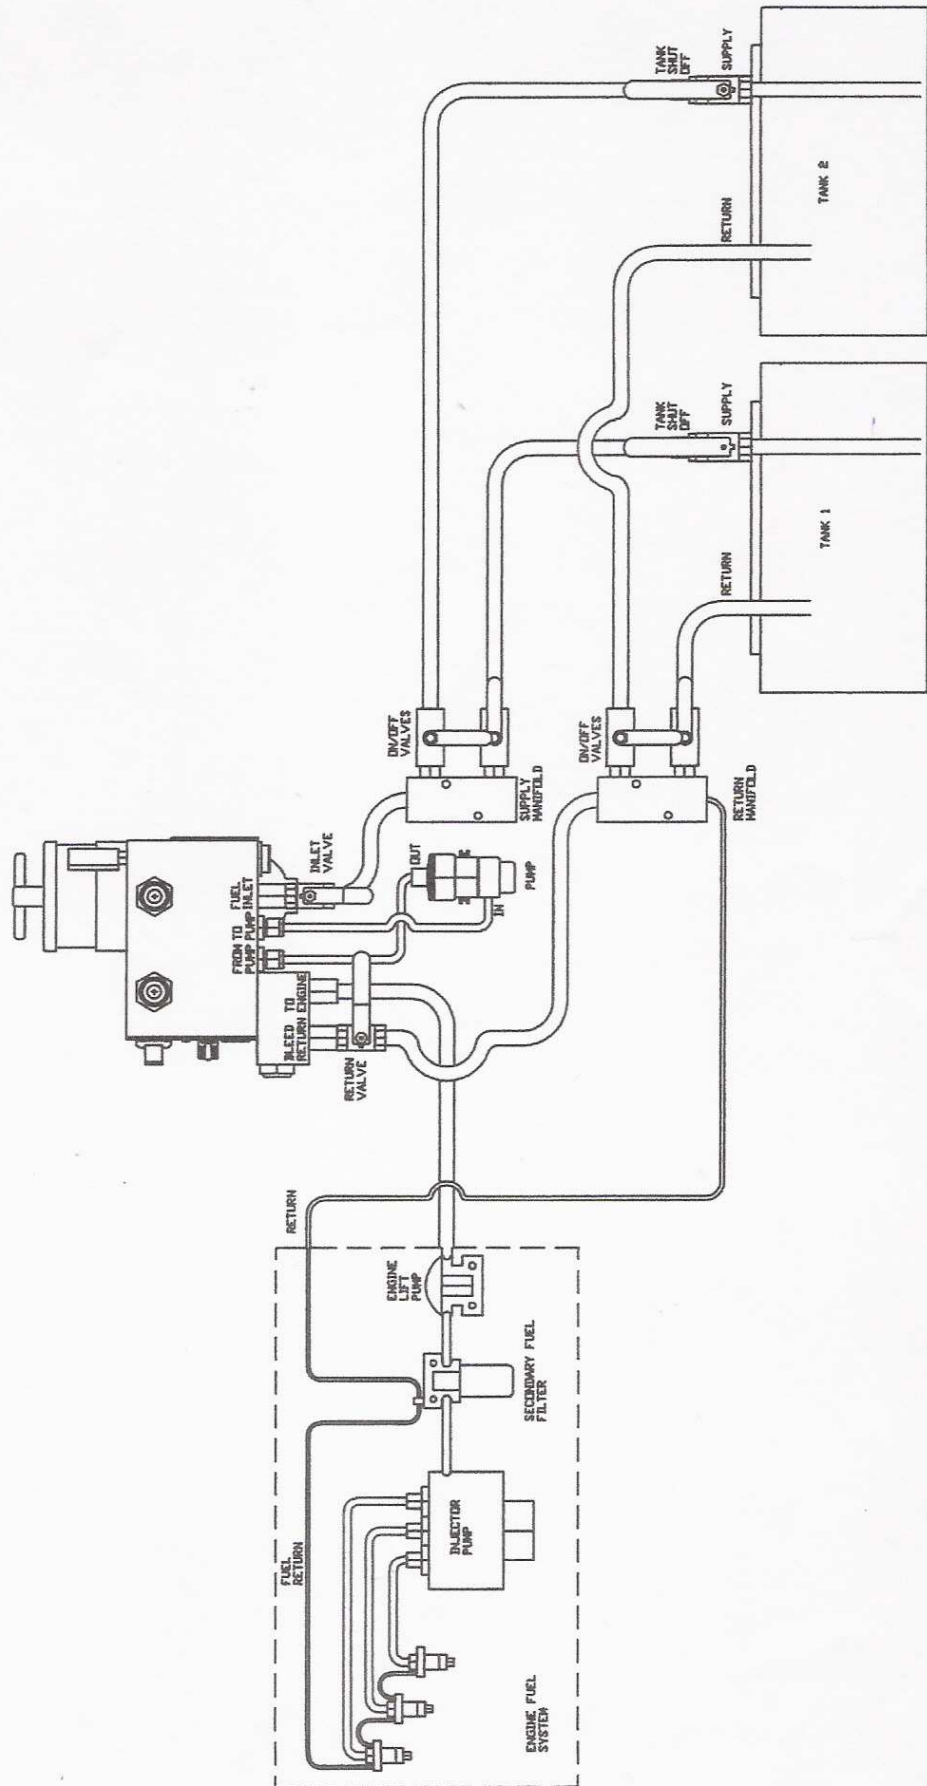 FUEL
RETURN
ENGINE FUEL
SYSTEM
INJECTOR
PUMP
SECONDARY FUEL
FILTER
ENGINE
LIFT
PUMP
RETURN
RETURN
VALVE
BLEED
RETURN
TO
ENGINE
FROM
PUMP
TO
PUMP
FUEL
INLET
INLET
VALVE
OUT
IN
PUMP
SUPPLY
MANIFOLD
ON/OFF
VALVES
RETURN
MANIFOLD
ON/OFF
VALVES
RETURN
TANK
SHUT
OFF
SUPPLY
TANK 1
RETURN
TANK
SHUT
OFF
SUPPLY
TANK 2